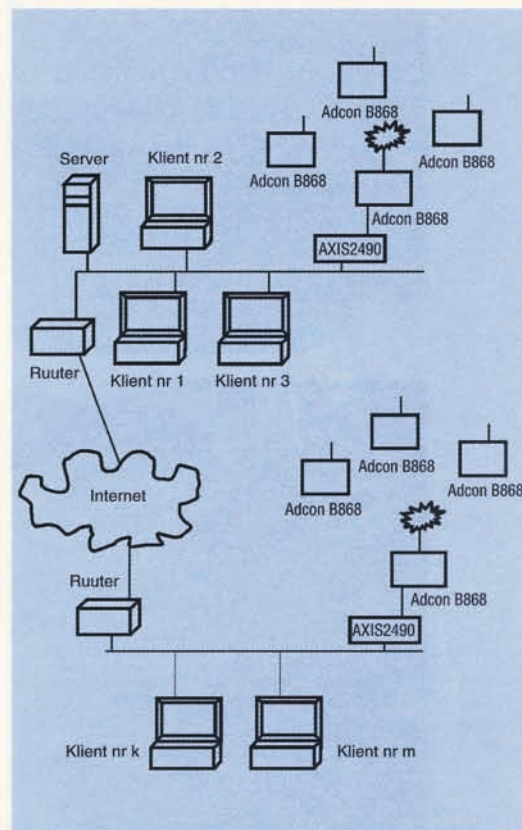 Adcon B868
Server
Klient nr 2
Adcon B868
Adcon B868
Adcon B868
AXIS2490
Ruuter
Klient nr 1
Klient nr 3
Internet
Adcon B868
Adcon B868
Adcon B868
Ruuter
Adcon B868
AXIS2490
Klient nr k
Klient nr m